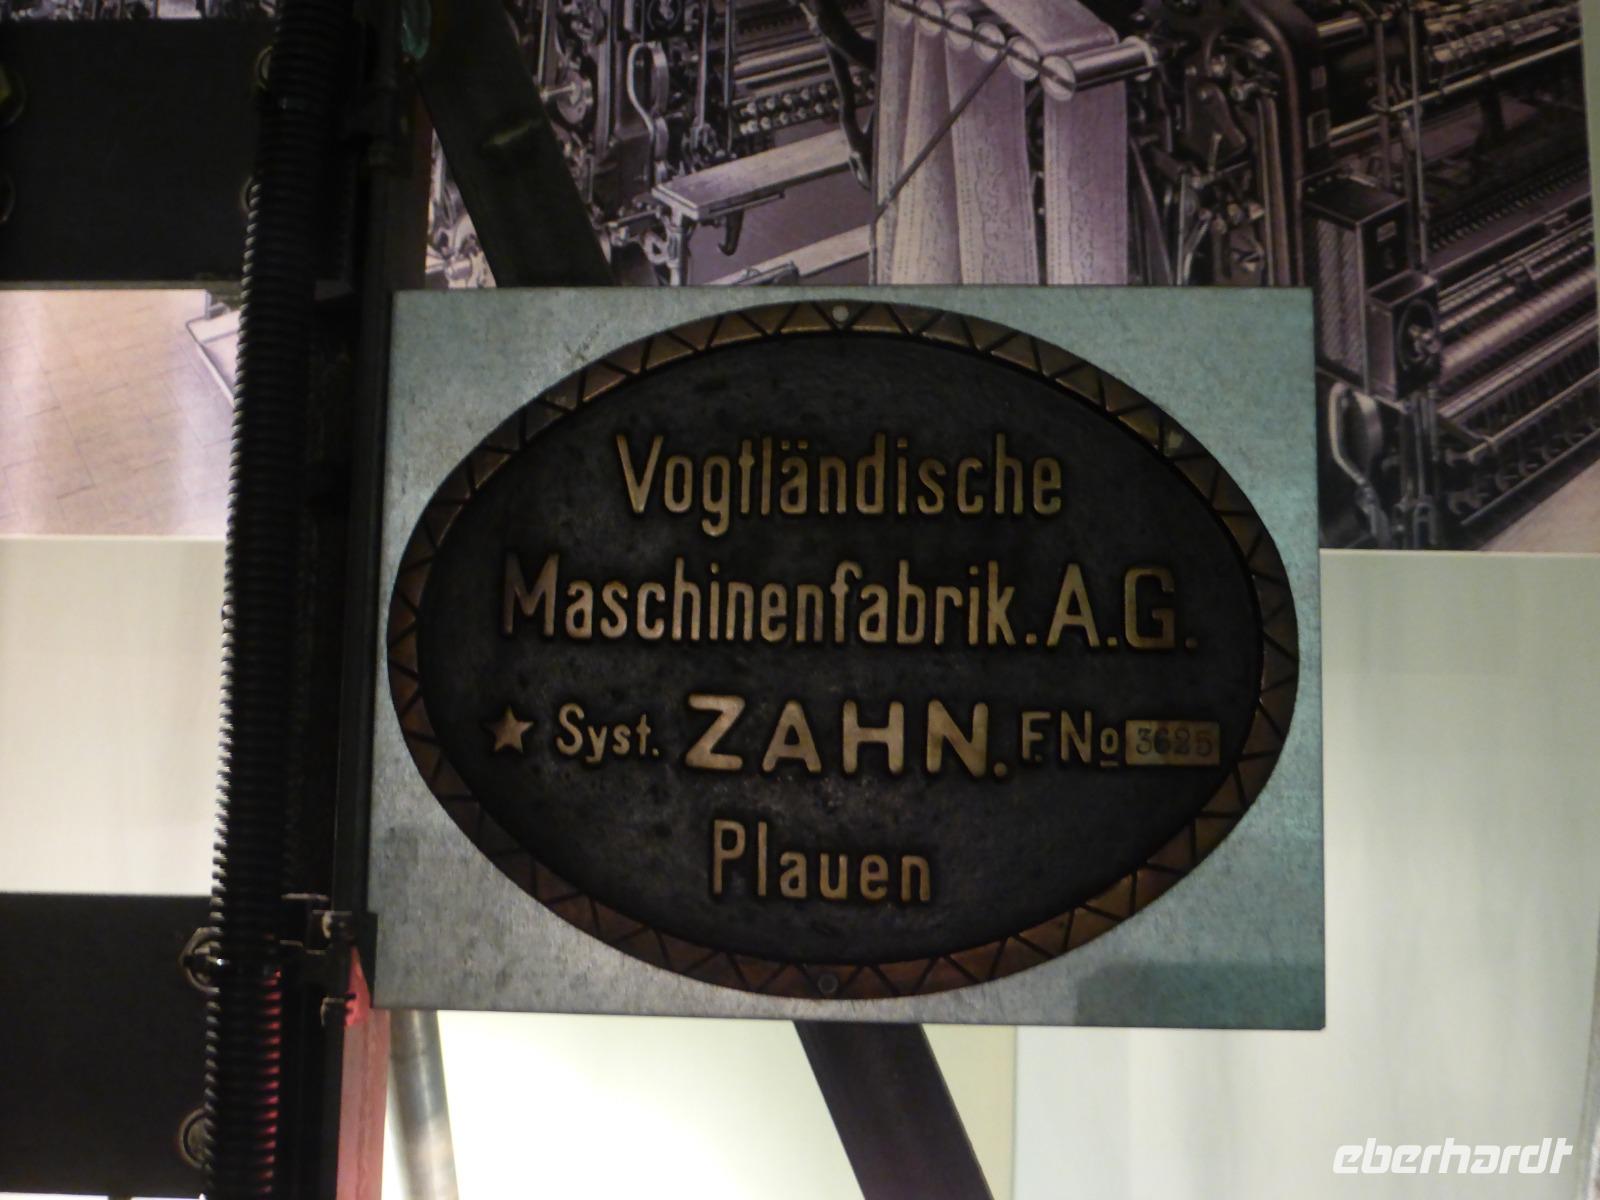 Vogtländische
Maschinenfabrik. A.G.
Syst. ZAHN. F. No 3625
Plauen
eberhardt